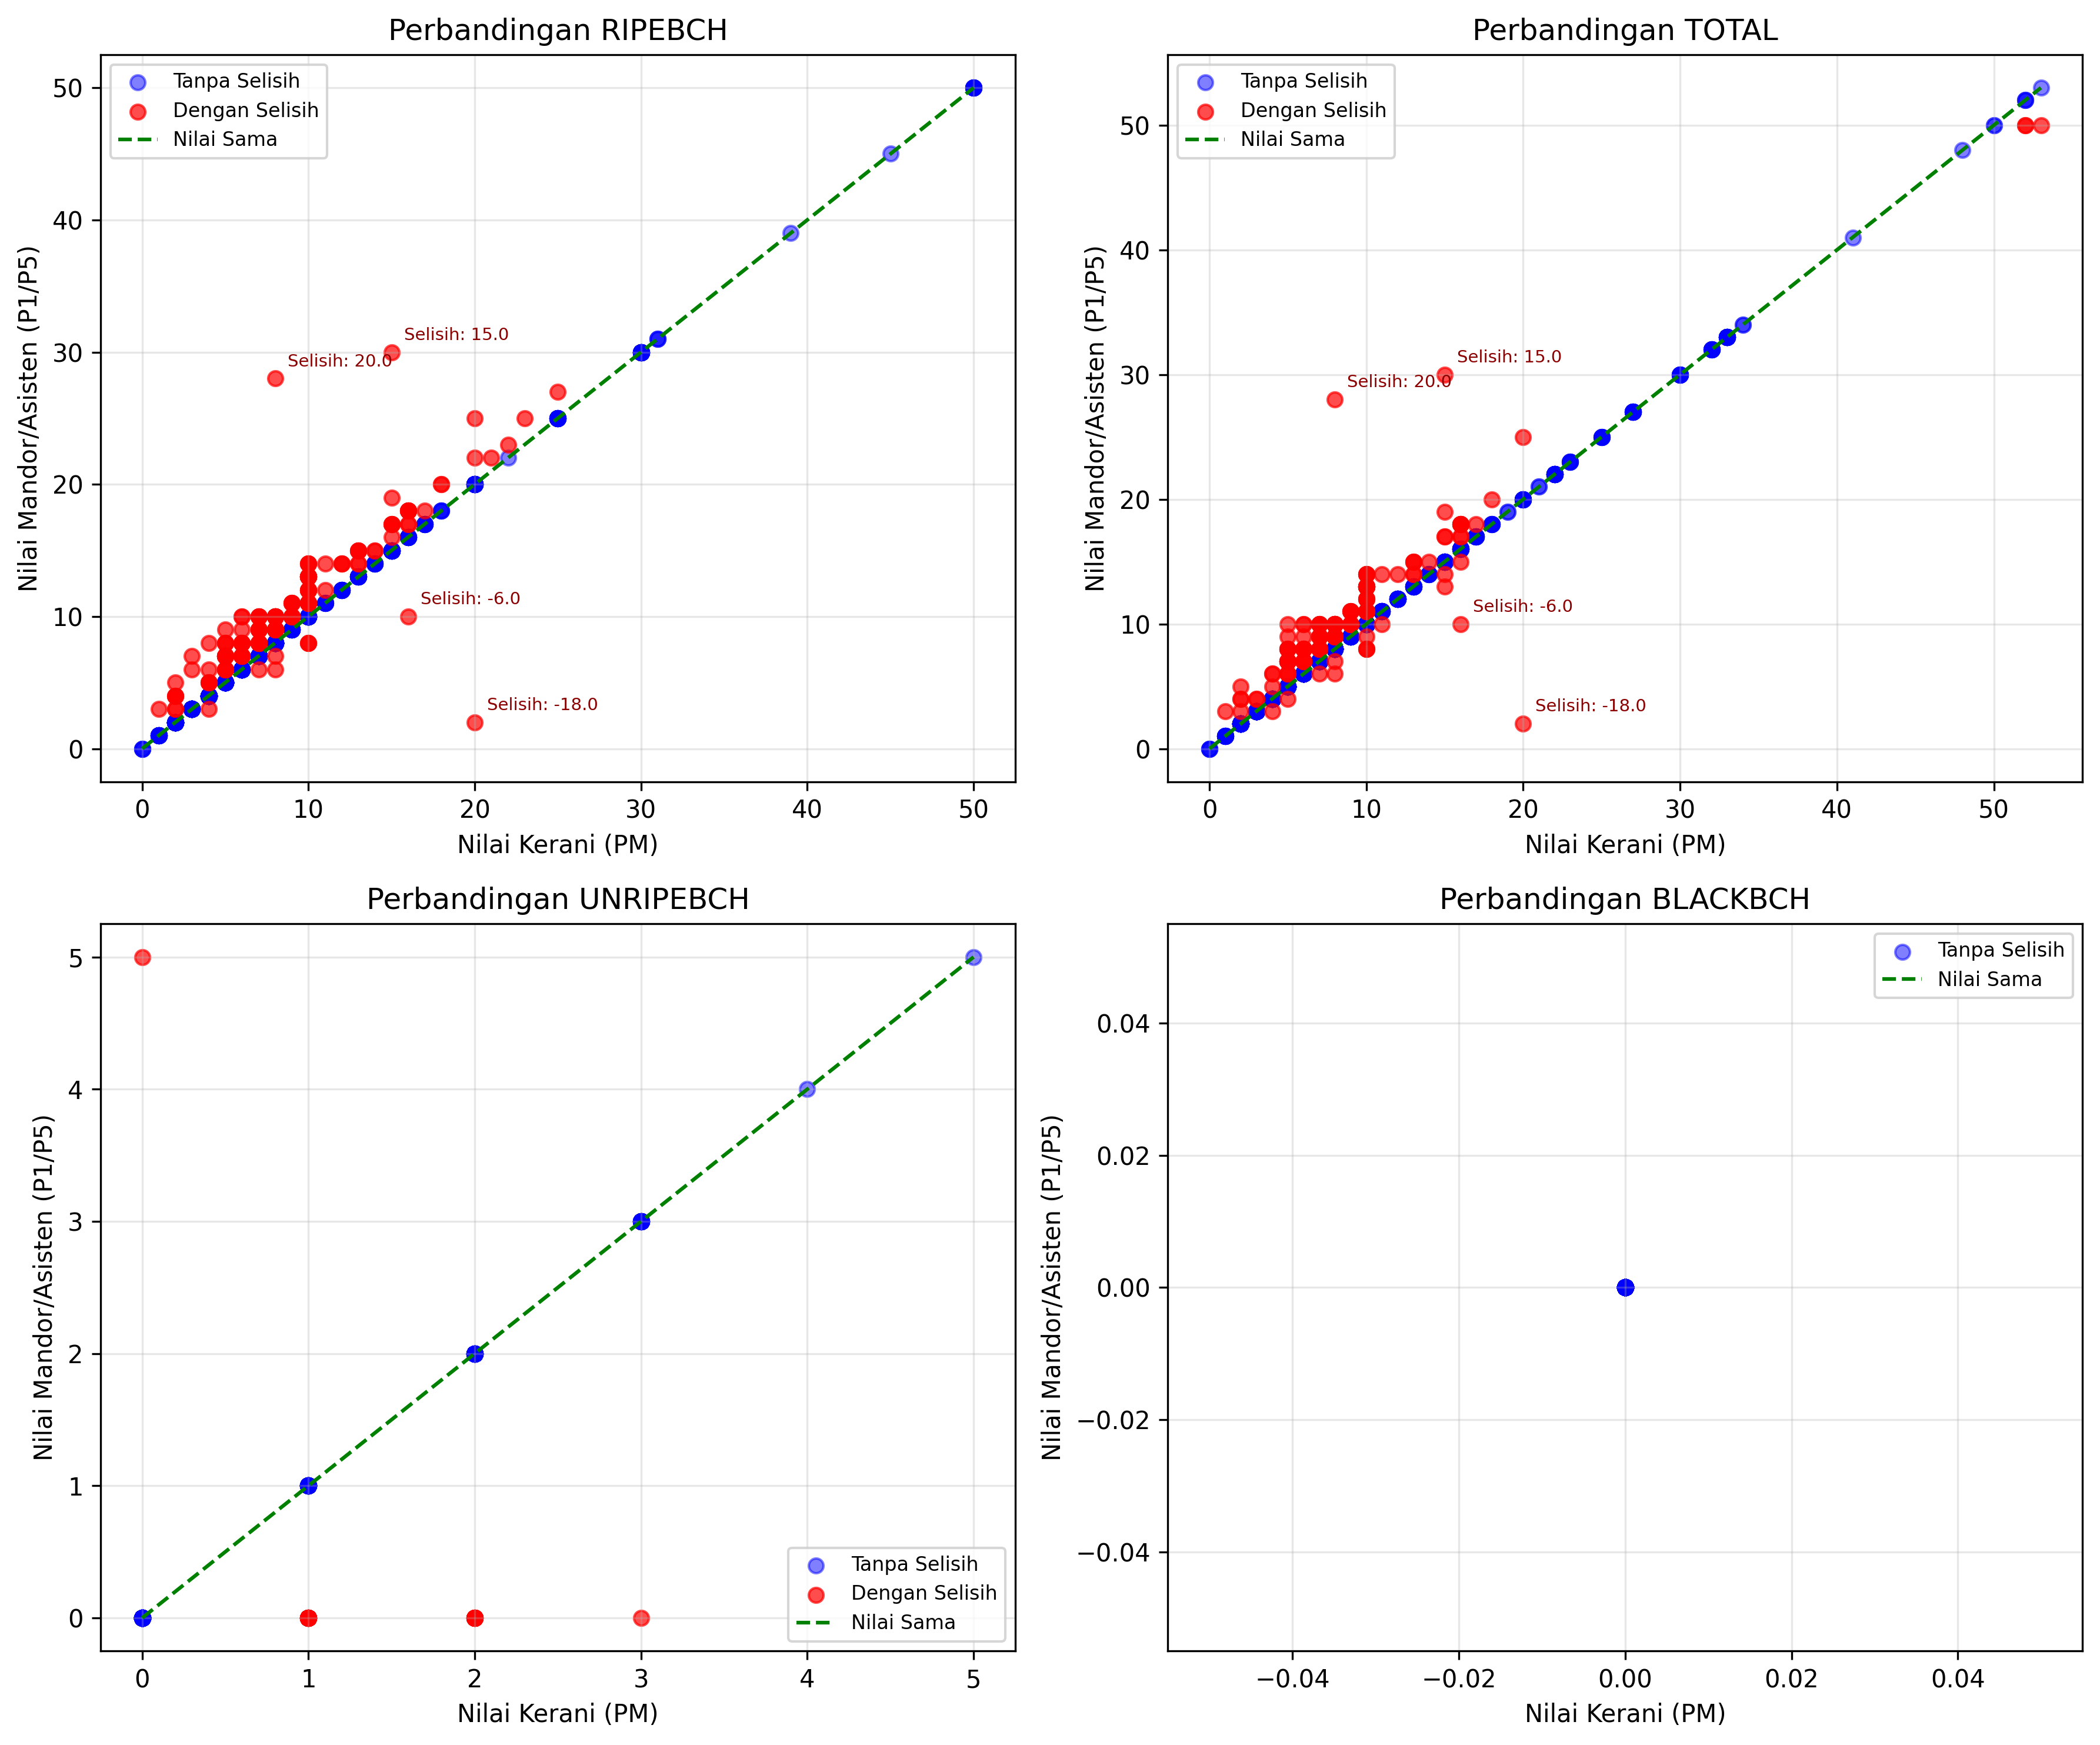 Perbandingan RIPEBCH
Tanpa Selisih
Dengan Selisih
Nilai Sama
Selisih: 15.0
Selisih: 20.0
Selisih: -6.0
Selisih: -18.0
50
40
30
20
10
0
0 10 20 30 40 50
Nilai Mandor/Asisten (P1/P5)
Nilai Kerani (PM)
Perbandingan TOTAL
Tanpa Selisih
Dengan Selisih
Nilai Sama
Selisih: 15.0
Selisih: 20.0
Selisih: -6.0
Selisih: -18.0
50
40
30
20
10
0
0 10 20 30 40 50
Nilai Mandor/Asisten (P1/P5)
Nilai Kerani (PM)
Perbandingan UNRIPEBCH
5
4
3
2
1
0
0 1 2 3 4 5
Tanpa Selisih
Dengan Selisih
Nilai Sama
Nilai Mandor/Asisten (P1/P5)
Nilai Kerani (PM)
Perbandingan BLACKBCH
Tanpa Selisih
Nilai Sama
0.04
0.02
0.00
−0.02
−0.04
−0.04 −0.02 0.00 0.02 0.04
Nilai Mandor/Asisten (P1/P5)
Nilai Kerani (PM)